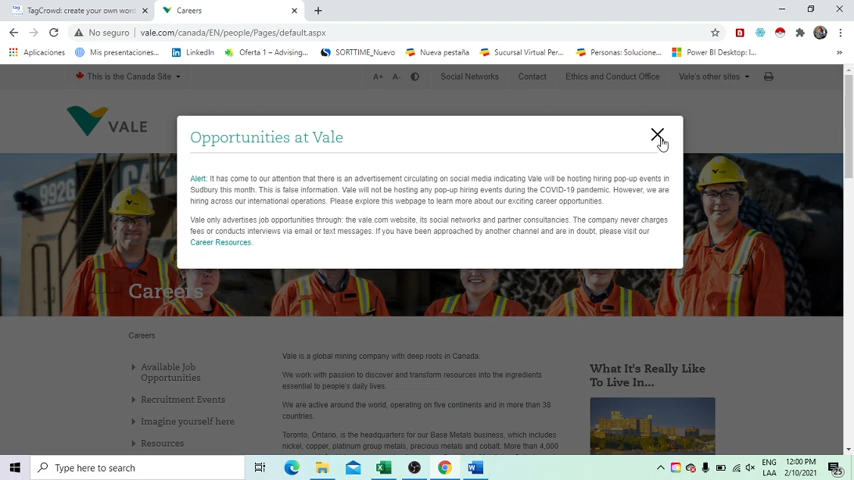 TagCrowd: create your own word
Careers
No seguro
vale.com/canada/EN/people/Pages/default.aspx
Aplicaciones
Mis presentaciones...
LinkedIn
Oferta 1 – Advising...
SORTTIME_Nuevo
Nueva pestaña
Sucursal Virtual Per...
Personas: Solucione...
Power BI Desktop: I...
This is the Canada Site
A+
A-
Social Networks
Contact
Ethics and Conduct Office
Vale's other sites
VALE
992G
Opportunities at Vale
Alert: It has come to our attention that there is an advertisement circulating on social media indicating Vale will be hosting hiring pop-up events in
Sudbury this month. This is false information. Vale will not be hosting any pop-up hiring events during the COVID-19 pandemic. However, we are
hiring across our international operations. Please explore this webpage to learn more about our exciting career opportunities.
Vale only advertises job opportunities through: the vale.com website, its social networks and partner consultancies. The company never charges
fees or conducts interviews via email or text messages. If you have been approached by another channel and are in doubt, please visit our
Career Resources.
Careers
Careers
Available Job
Opportunities
Recruitment Events
Imagine yourself here
Resources
Vale is a global mining company with deep roots in Canada.
We work with passion to discover and transform resources into the ingredients
essential to people's daily lives.
We are active around the world, operating on five continents and in more than 38
countries.
Toronto, Ontario, is the headquarters for our Base Metals business, which includes
nickel, copper, platinum group metals, precious metals and cobalt. More than 4,000
What It's Really Like
To Live In...
Type here to search
ENG
LAA
12:00 PM
2/10/2021
25